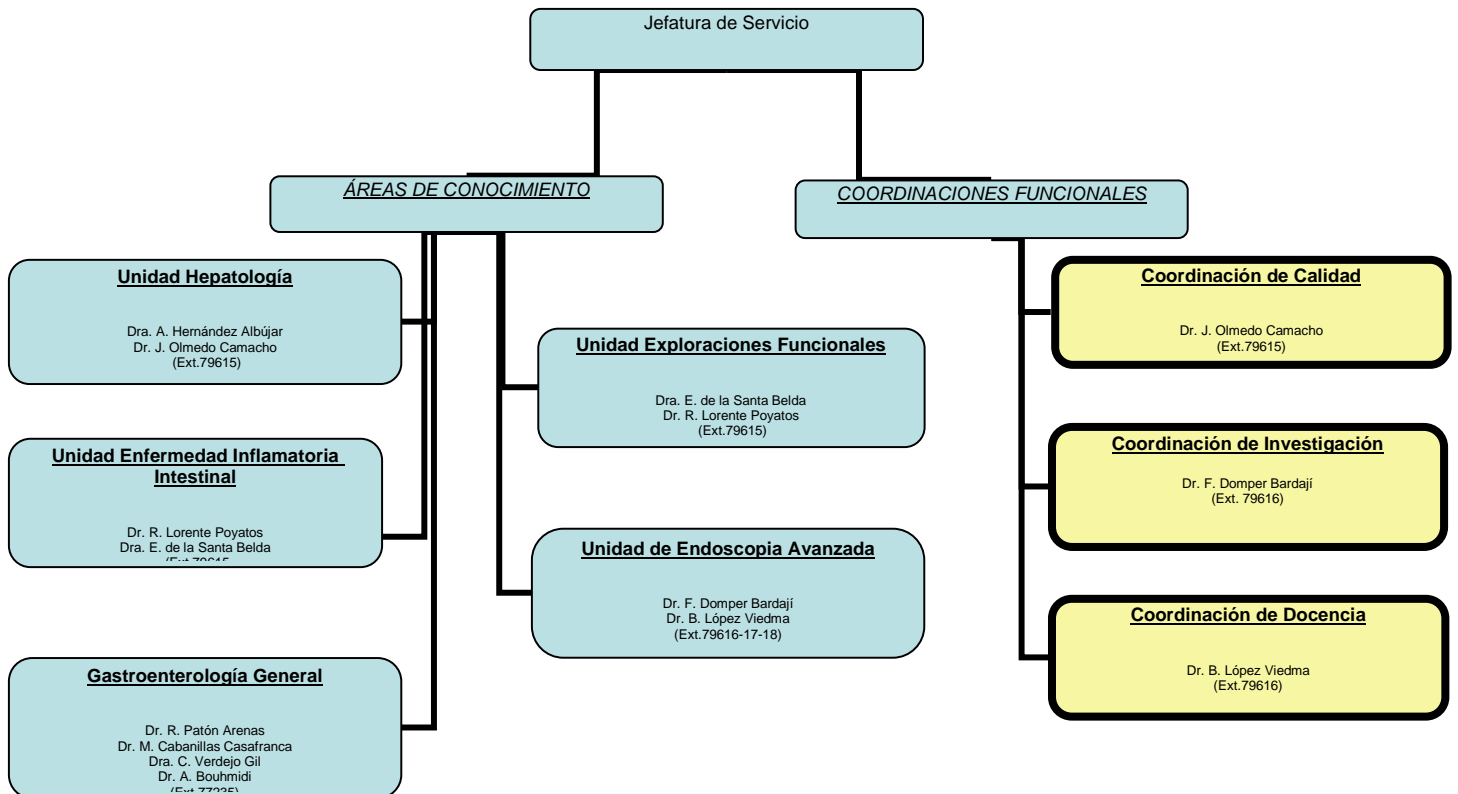 Jefatura de Servicio
ÁREAS DE CONOCIMIENTO
COORDINACIONES FUNCIONALES
Unidad Hepatología
Dra. A. Hernández Albújar
Dr. J. Olmedo Camacho
(Ext.79615)
Unidad Enfermedad Inflamatoria
Intestinal
Dr. R. Lorente Poyatos
Dra. E. de la Santa Belda
(Ext.79615
Gastroenterología General
Dr. R. Patón Arenas
Dr. M. Cabanillas Casafranca
Dra. C. Verdejo Gil
Dr. A. Bouhmidi
(Ext.77235)
Unidad Exploraciones Funcionales
Dra. E. de la Santa Belda
Dr. R. Lorente Poyatos
(Ext.79615)
Unidad de Endoscopia Avanzada
Dr. F. Domper Bardají
Dr. B. López Viedma
(Ext.79616-17-18)
Coordinación de Calidad
Dr. J. Olmedo Camacho
(Ext.79615)
Coordinación de Investigación
Dr. F. Domper Bardají
(Ext. 79616)
Coordinación de Docencia
Dr. B. López Viedma
(Ext.79616)